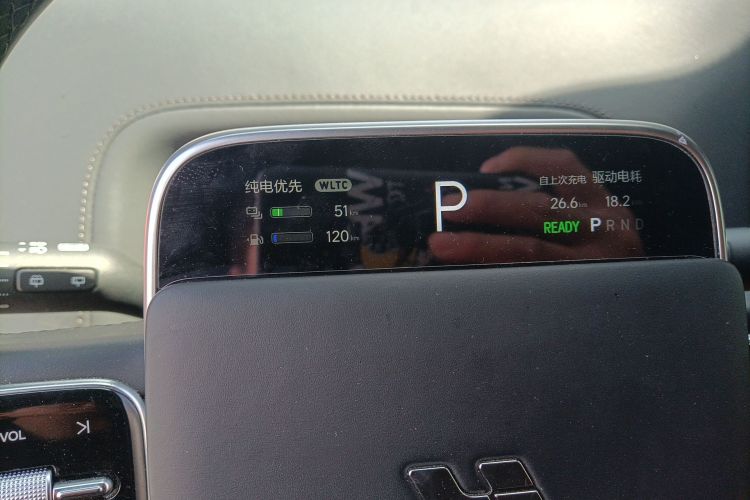 纯电优先 WLTC
51km
120km
P
自上次充电 驱动电耗
26.6km 18.2
READY PRND
VOL